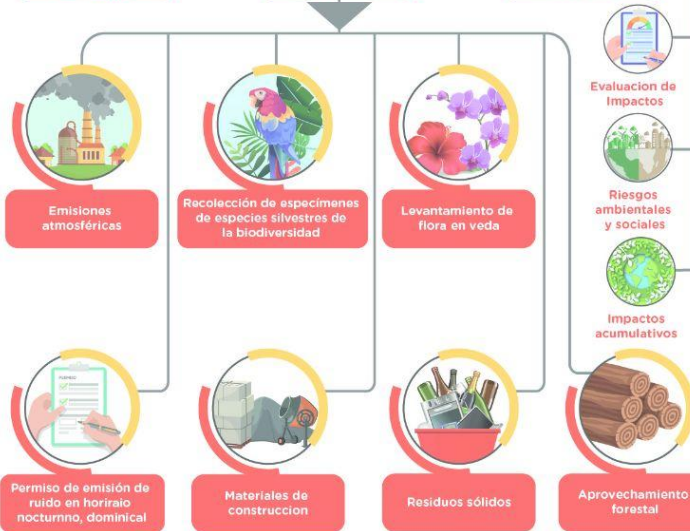 Evaluacion de
Impactos
Emisiones
atmosféricas
Recolección de especímenes
de especies silvestres de
la biodiversidad
Levantamiento de
flora en veda
Riesgos
ambientales
y sociales
Impactos
acumulativos
Permiso de emisión de
ruido en horiraio
nocturnno, dominical
Materiales de
construccion
Residuos sólidos
Aprovechamiento
forestal